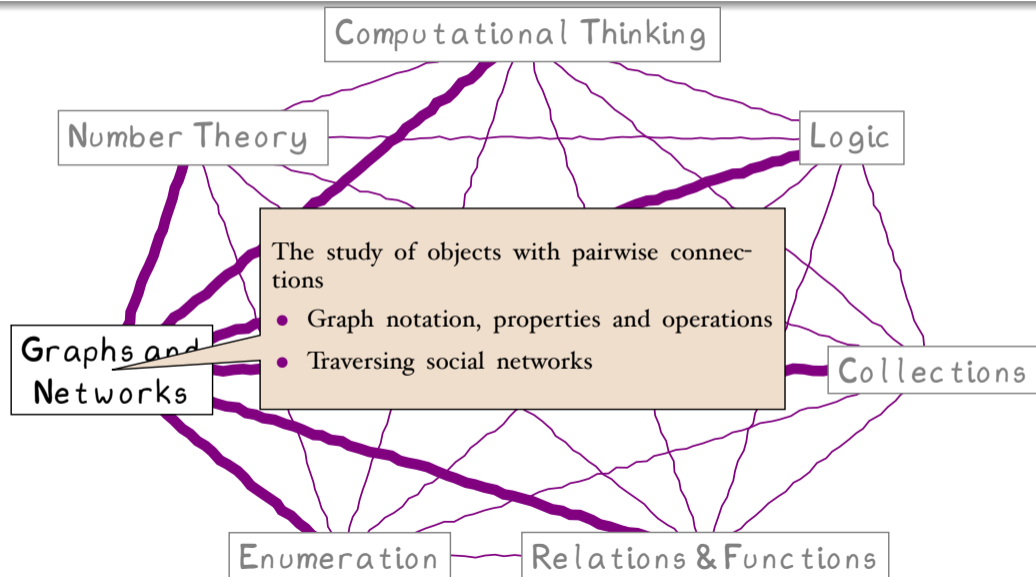 Computational Thinking
Number Theory
Logic
The study of objects with pairwise connec-
tions
• Graph notation, properties and operations
• Traversing social networks
Graphs and
Networks
Collections
Enumeration
Relations & Functions